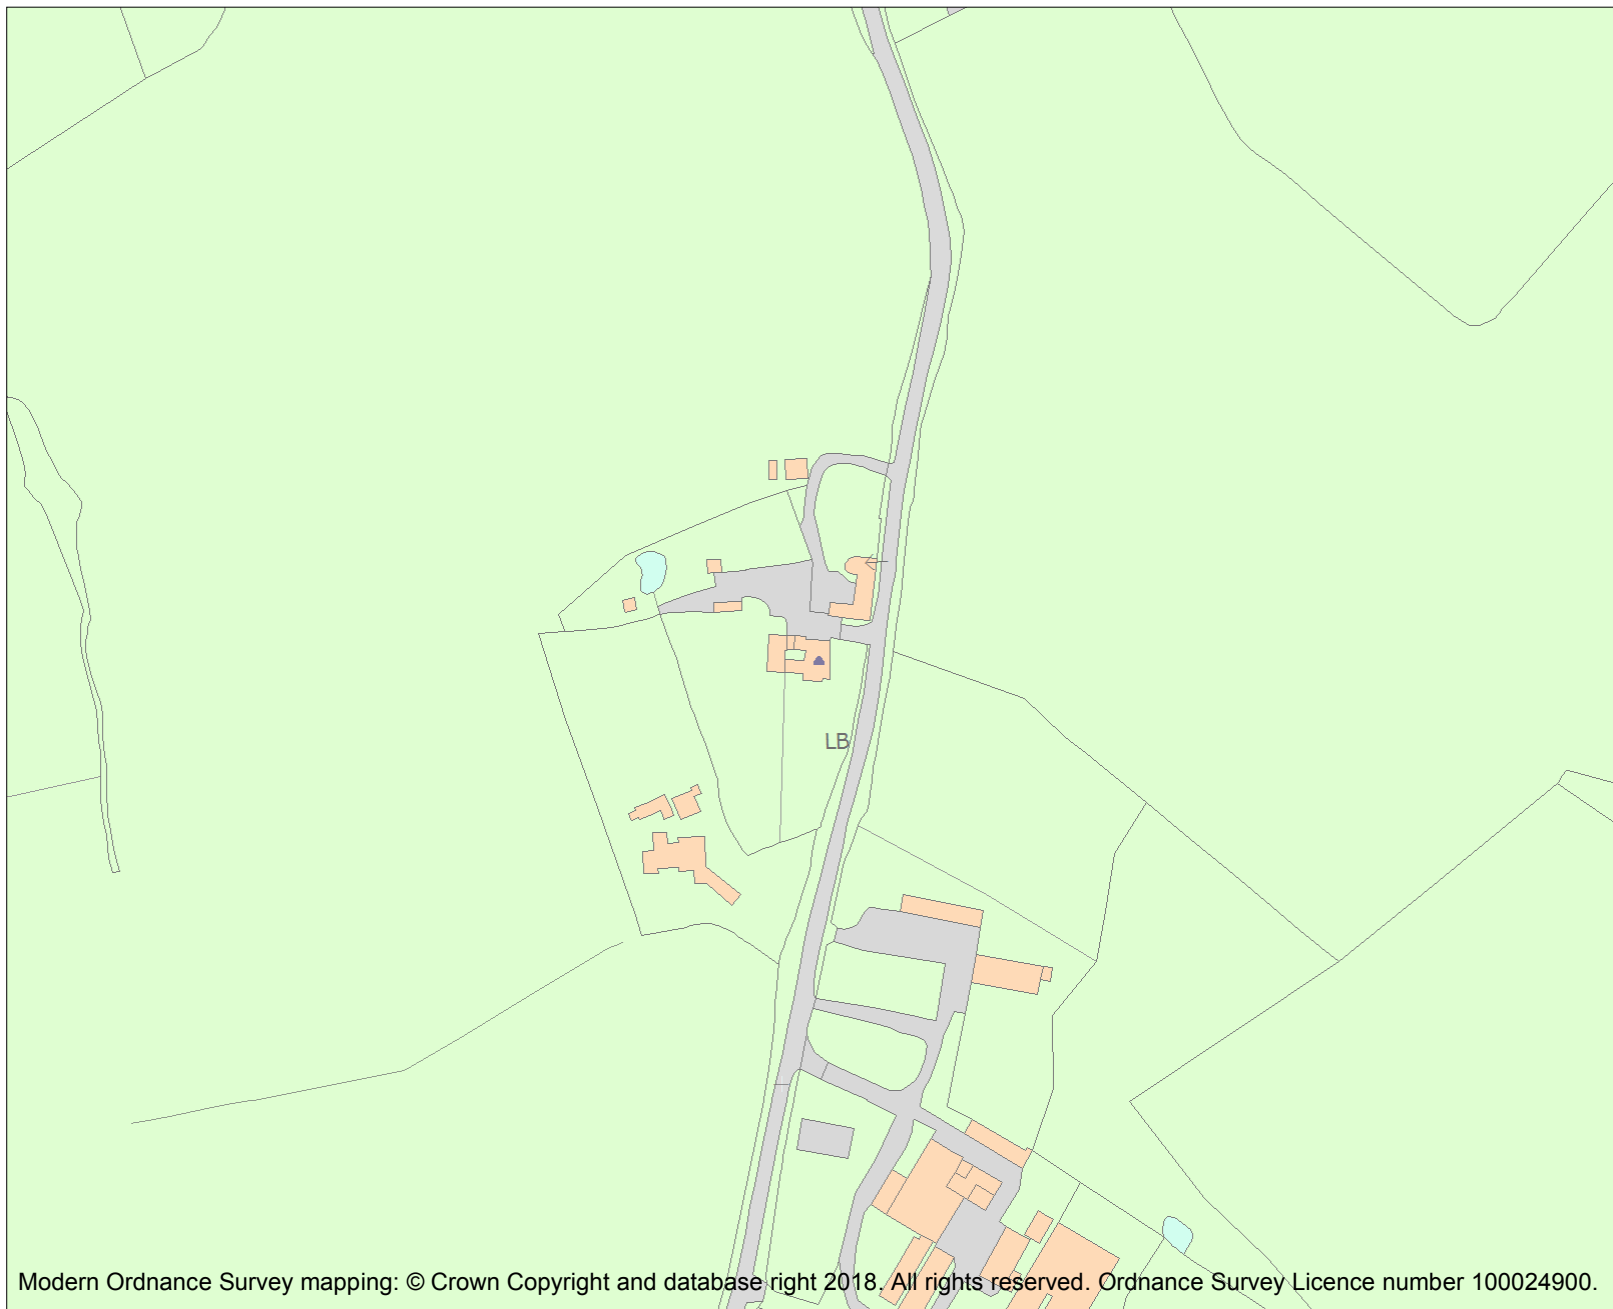 LB
Modern Ordnance Survey mapping: © Crown Copyright and database right 2018. All rights reserved. Ordnance Survey Licence number 100024900.